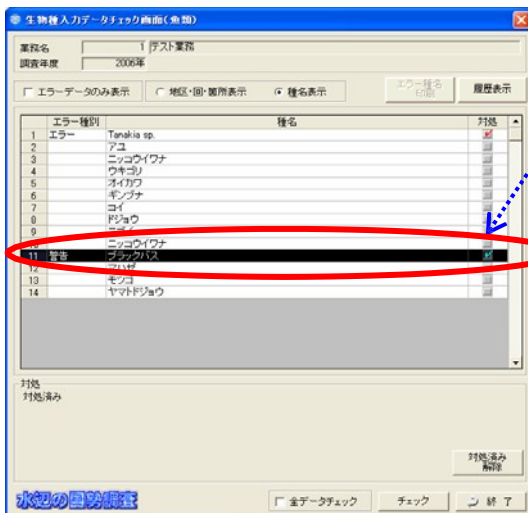 生物種入力データチェック画面(魚類)
業務名 1 テスト業務
調査年度 2006年
エラーデータのみ表示 地区・回・箇所表示 種名表示 エラー種名印刷 履歴表示
エラー種別 種名 対処
1 エラー Tanakia sp.
2 アユ
3 ニッコウイワナ
4 ウキゴリ
5 オイカワ
6 ギンブナ
7 コイ
8 ドジョウ
9
10 ニッコウイワナ
11 警告 ブラックバス
12 マハゼ
13 モツゴ
14 ヤマトドジョウ
対処
対処済み
対処済み解除
水辺の国勢調査 全データチェック チェック 終了